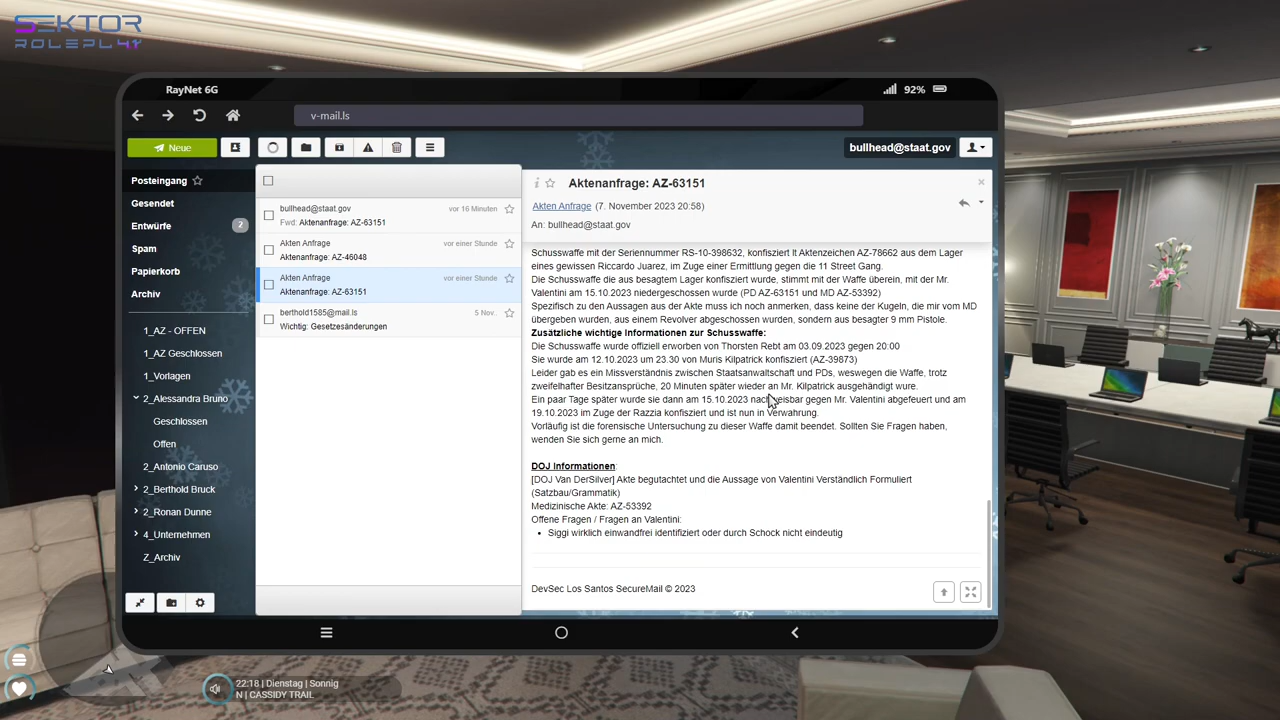 SEKTOR
ROLEPL4Y
RayNet 6G
92%
v-mail.ls
Neue
bullhead@staat.gov
Posteingang
Gesendet
Entwürfe
2
Spam
Papierkorb
Archiv
1_AZ - OFFEN
1_AZ Geschlossen
1_Vorlagen
2_Alessandra Bruno
Geschlossen
Offen
2_Antonio Caruso
2_Berthold Bruck
2_Ronan Dunne
4_Unternehmen
Z_Archiv
bullhead@staat.gov vor 16 Minuten
Fwd: Aktenanfrage: AZ-63151
Akten Anfrage vor einer Stunde
Aktenanfrage: AZ-46048
Akten Anfrage vor einer Stunde
Aktenanfrage: AZ-63151
berthold1585@mail.ls 5 Nov..
Wichtig: Gesetzesänderungen
Aktenanfrage: AZ-63151
Akten Anfrage (7. November 2023 20:58)
An: bullhead@staat.gov
Schusswaffe mit der Seriennummer RS-10-398632, konfisziert lt Aktenzeichen AZ-78662 aus dem Lager
eines gewissen Riccardo Juarez, im Zuge einer Ermittlung gegen die 11 Street Gang.
Die Schusswaffe die aus besagtem Lager konfisziert wurde, stimmt mit der Waffe überein, mit der Mr.
Valentini am 15.10.2023 niedergeschossen wurde (PD AZ-63151 und MD AZ-53392)
Spezifisch zu den Aussagen aus der Akte muss ich noch anmerken, dass keine der Kugeln, die mir vom MD
übergeben wurden, aus einem Revolver abgeschossen wurden, sondern aus besagter 9 mm Pistole.
Zusätzliche wichtige Informationen zur Schusswaffe:
Die Schusswaffe wurde offiziell erworben von Thorsten Rebt am 03.09.2023 gegen 20:00
Sie wurde am 12.10.2023 um 23.30 von Muris Kilpatrick konfisziert (AZ-39873)
Leider gab es ein Missverständnis zwischen Staatsanwaltschaft und PDs, weswegen die Waffe, trotz
zweifelhafter Besitzansprüche, 20 Minuten später wieder an Mr. Kilpatrick ausgehändigt wure.
Ein paar Tage später wurde sie dann am 15.10.2023 nachweisbar gegen Mr. Valentini abgefeuert und am
19.10.2023 im Zuge der Razzia konfisziert und ist nun in Verwahrung.
Vorläufig ist die forensische Untersuchung zu dieser Waffe damit beendet. Sollten Sie Fragen haben,
wenden Sie sich gerne an mich.
DOJ Informationen:
[DOJ Van DerSilver] Akte begutachtet und die Aussage von Valentini Verständlich Formuliert
(Satzbau/Grammatik)
Medizinische Akte: AZ-53392
Offene Fragen / Fragen an Valentini:
• Siggi wirklich einwandfrei identifiziert oder durch Schock nicht eindeutig
DevSec Los Santos SecureMail © 2023
22:18 | Dienstag | Sonnig
N | CASSIDY TRAIL